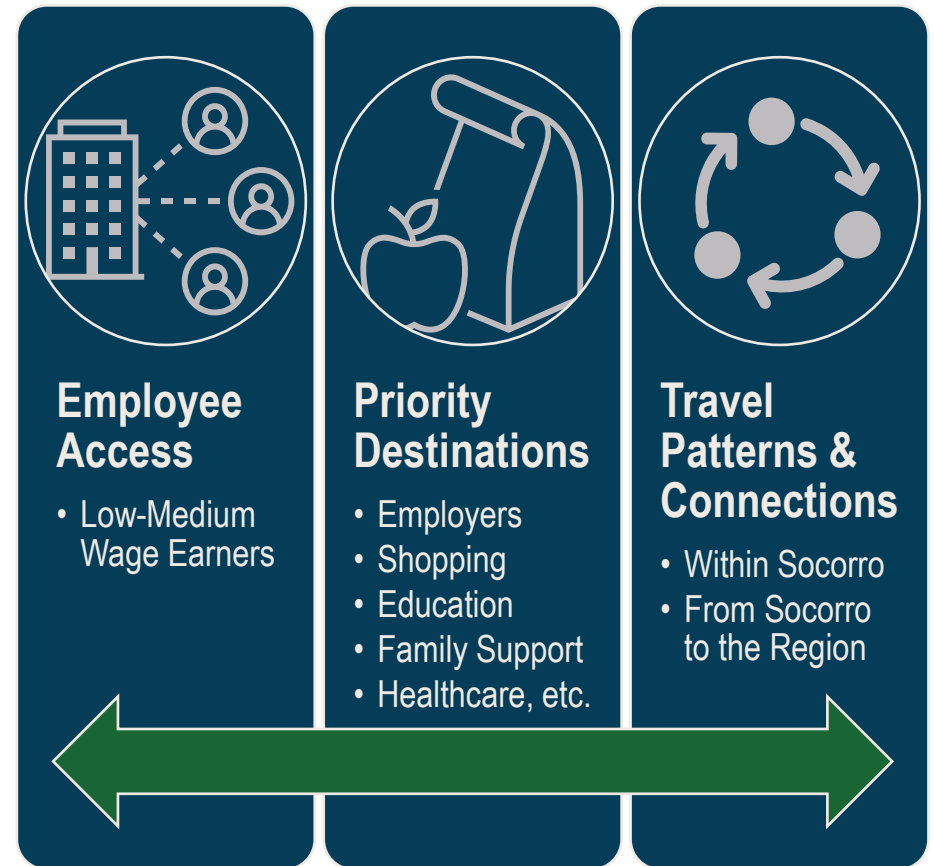 Employee
Access
• Low-Medium
Wage Earners
Priority
Destinations
• Employers
• Shopping
• Education
• Family Support
• Healthcare, etc.
Travel
Patterns &
Connections
• Within Socorro
• From Socorro
to the Region